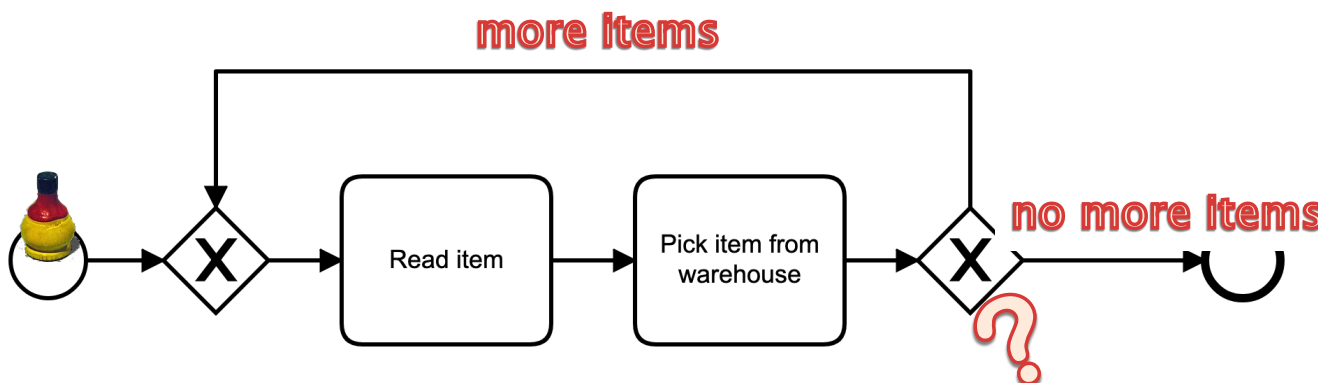 more items
no more items
X
Read item
Pick item from
warehouse
X
?